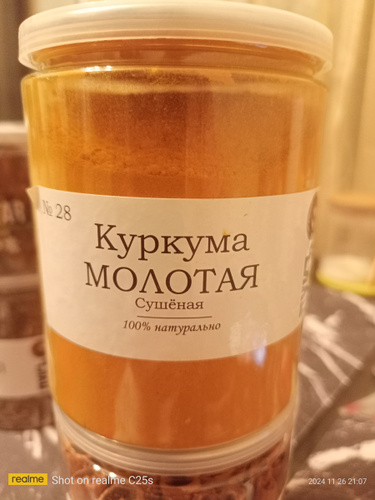 № 28
Куркума
МОЛОТАЯ
Сушёная
100% натурально
realme
Shot on realme C25s
2024 11 26 21:07